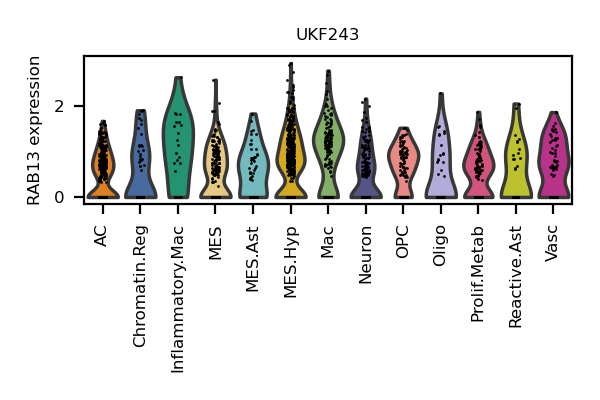 UKF243
RAB13 expression
2
0
AC
Chromatin.Reg
Inflammatory.Mac
MES
MES.Ast
MES.Hyp
Mac
Neuron
OPC
Oligo
Prolif.Metab
Reactive.Ast
Vasc